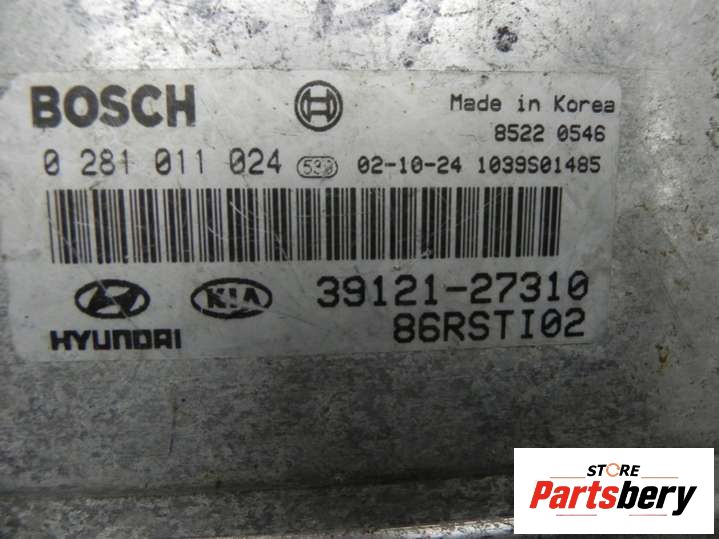 BOSCH
Made in Korea
8522 0546
0 281 011 024 530 02-10-24 1039S01485
HYUNDAI
KIA
39121-27310
86RSTI02
STORE
Partsbery